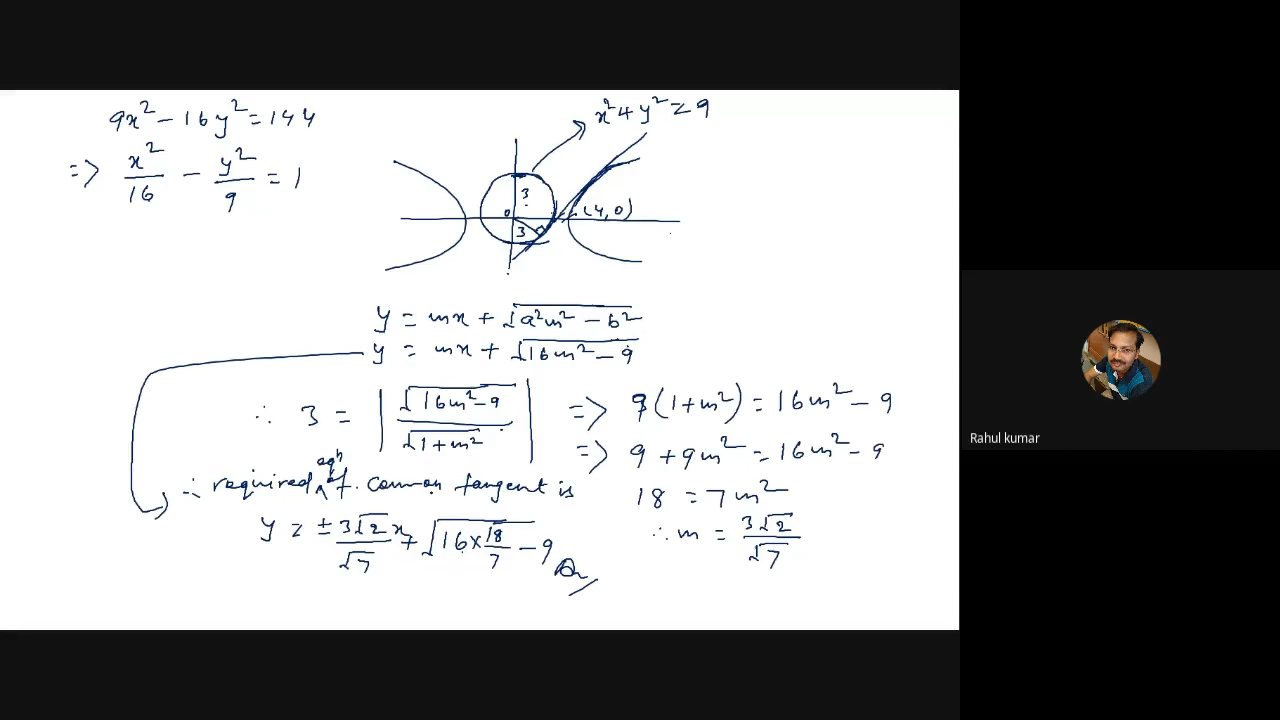 9x² - 16y² = 144
=> x²/16 - y²/9 = 1
x² + y² = 9
3
0
3
(4,0)
y = mx + √(a²m² - b²)
y = mx + √(16m² - 9)
∴ 3 = | √(16m² - 9) / √(1 + m²) | => 9(1+m²) = 16m² - 9
=> 9 + 9m² = 16m² - 9
∴ required eqn of common tangent is
18 = 7m²
y = ± 3√2/√7 x + √(16 × 18/7 - 9)
∴ m = 3√2/√7
Rahul kumar